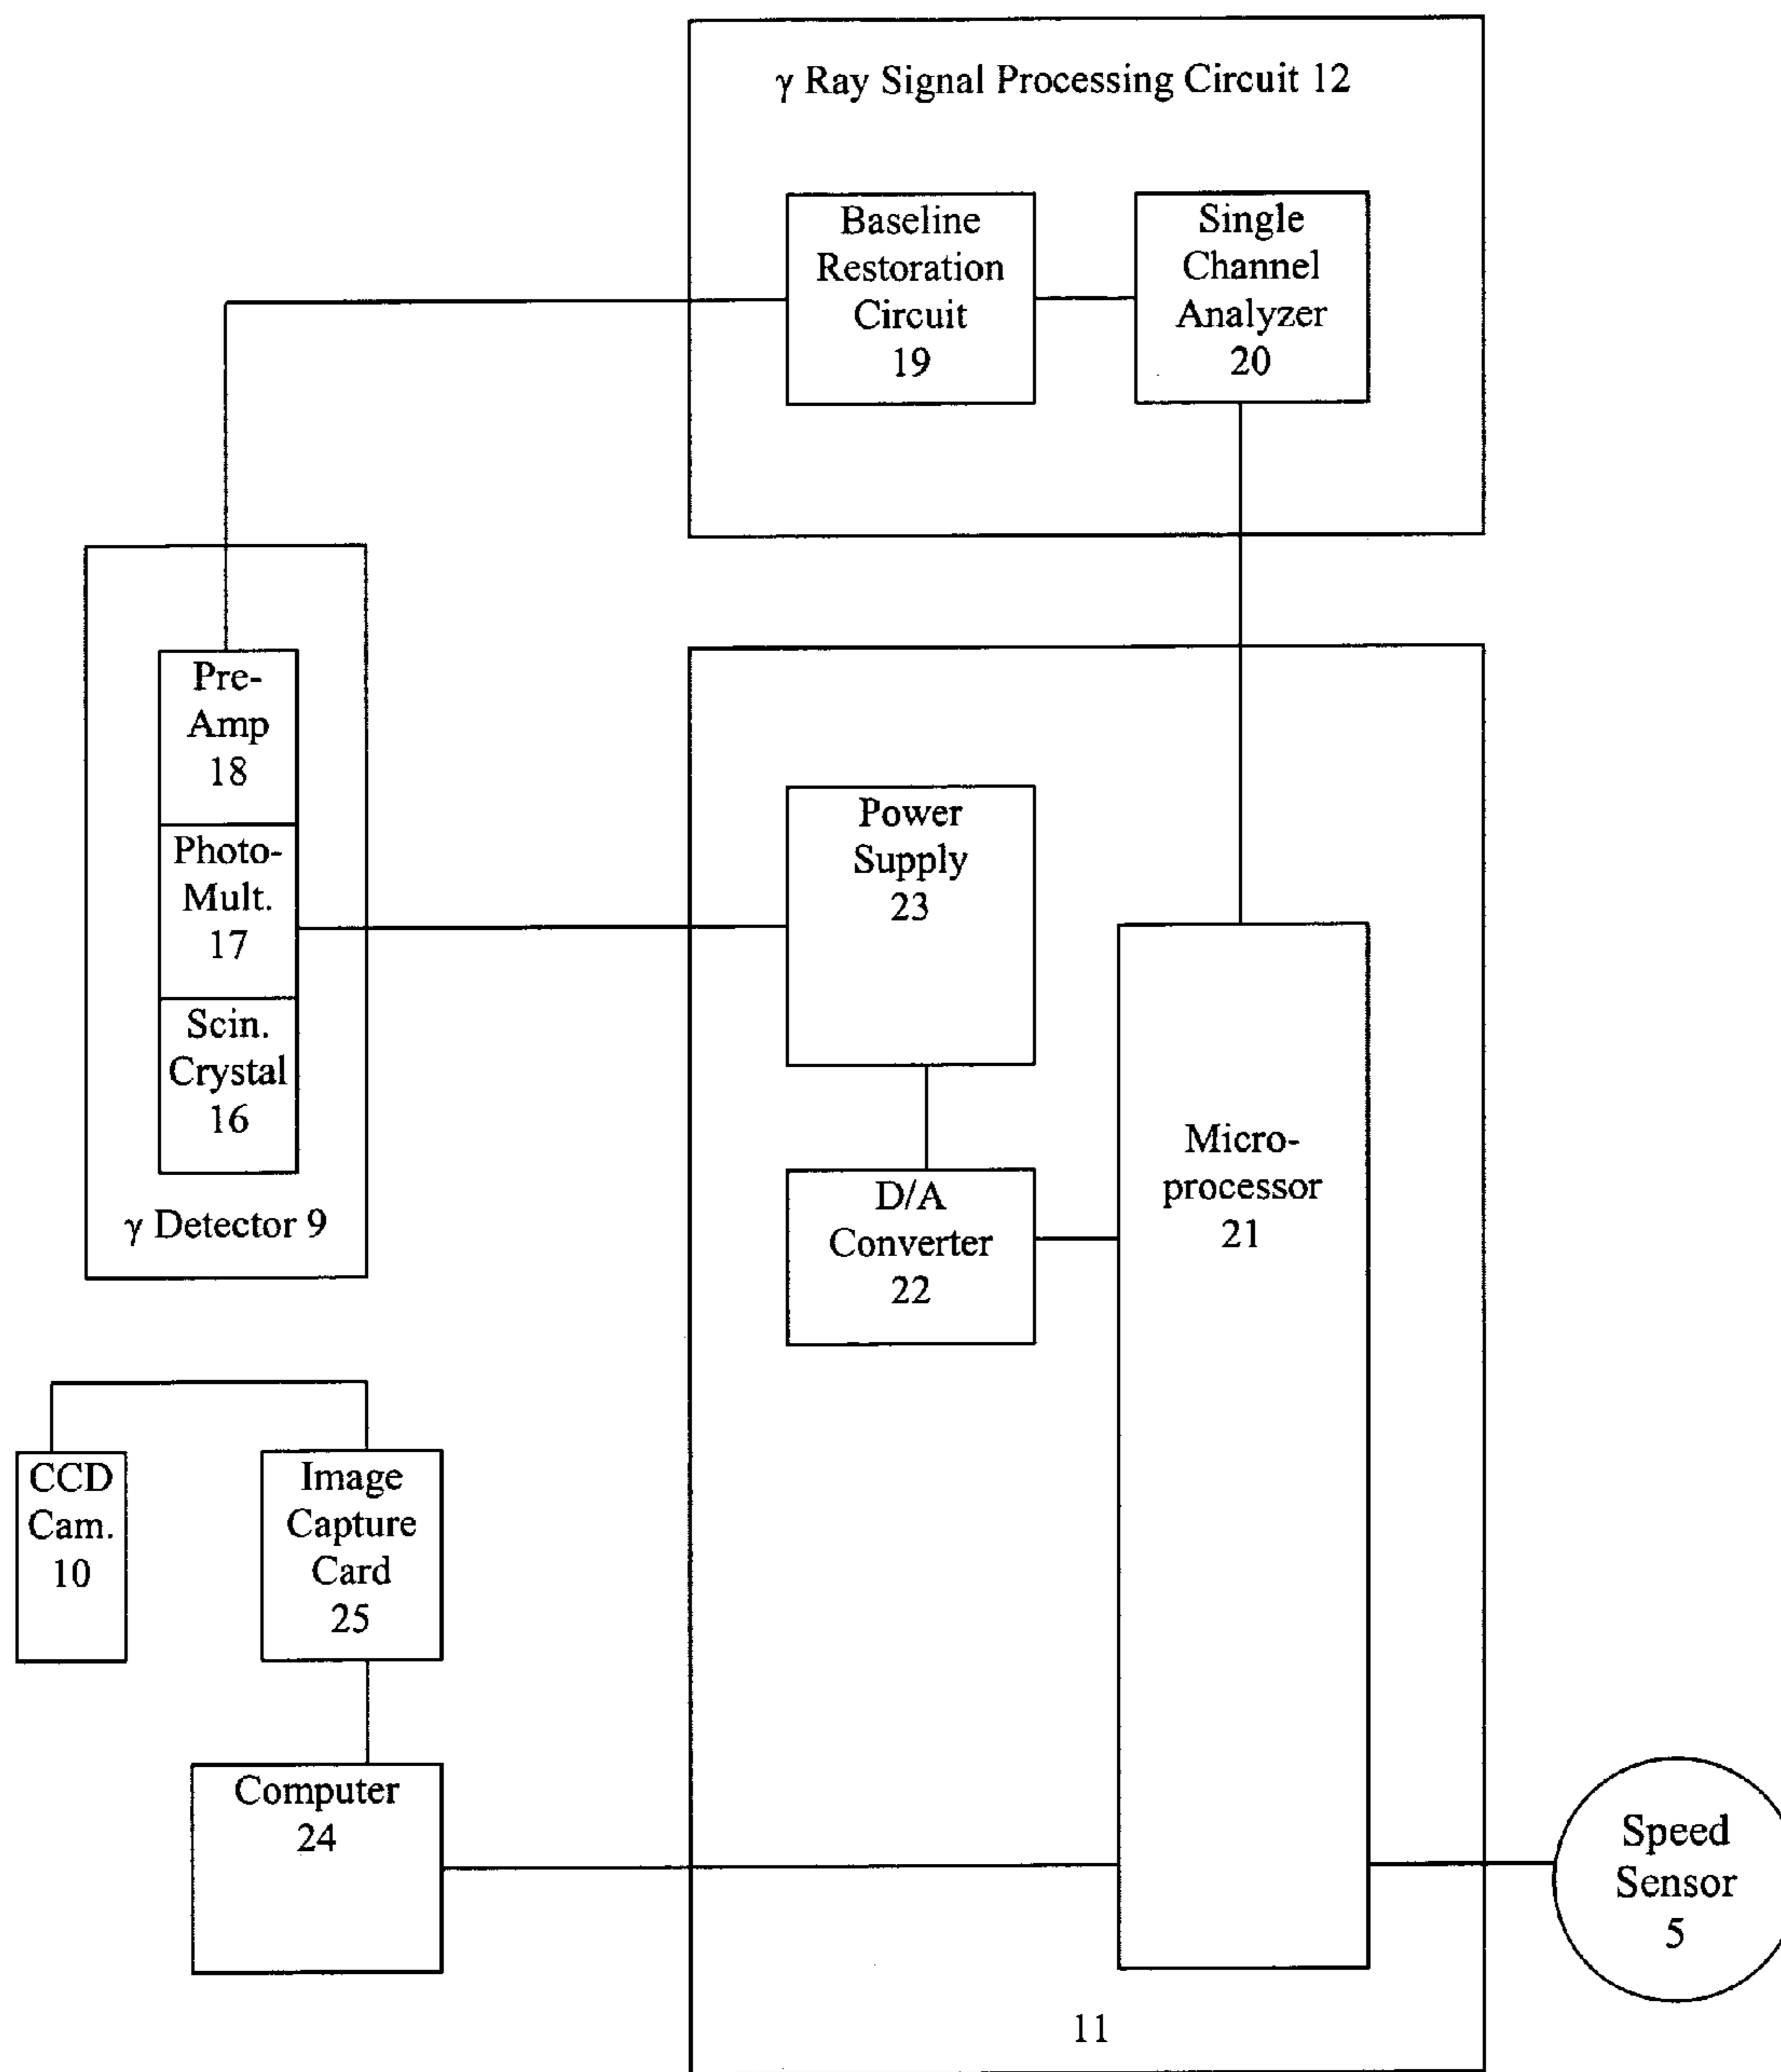 γ Ray Signal Processing Circuit 12
Baseline
Restoration
Circuit
19
Single
Channel
Analyzer
20
Pre-
Amp
18
Photo-
Mult.
17
Scin.
Crystal
16
γ Detector 9
Power
Supply
23
D/A
Converter
22
Micro-
processor
21
CCD
Cam.
10
Image
Capture
Card
25
Computer
24
Speed
Sensor
5
11